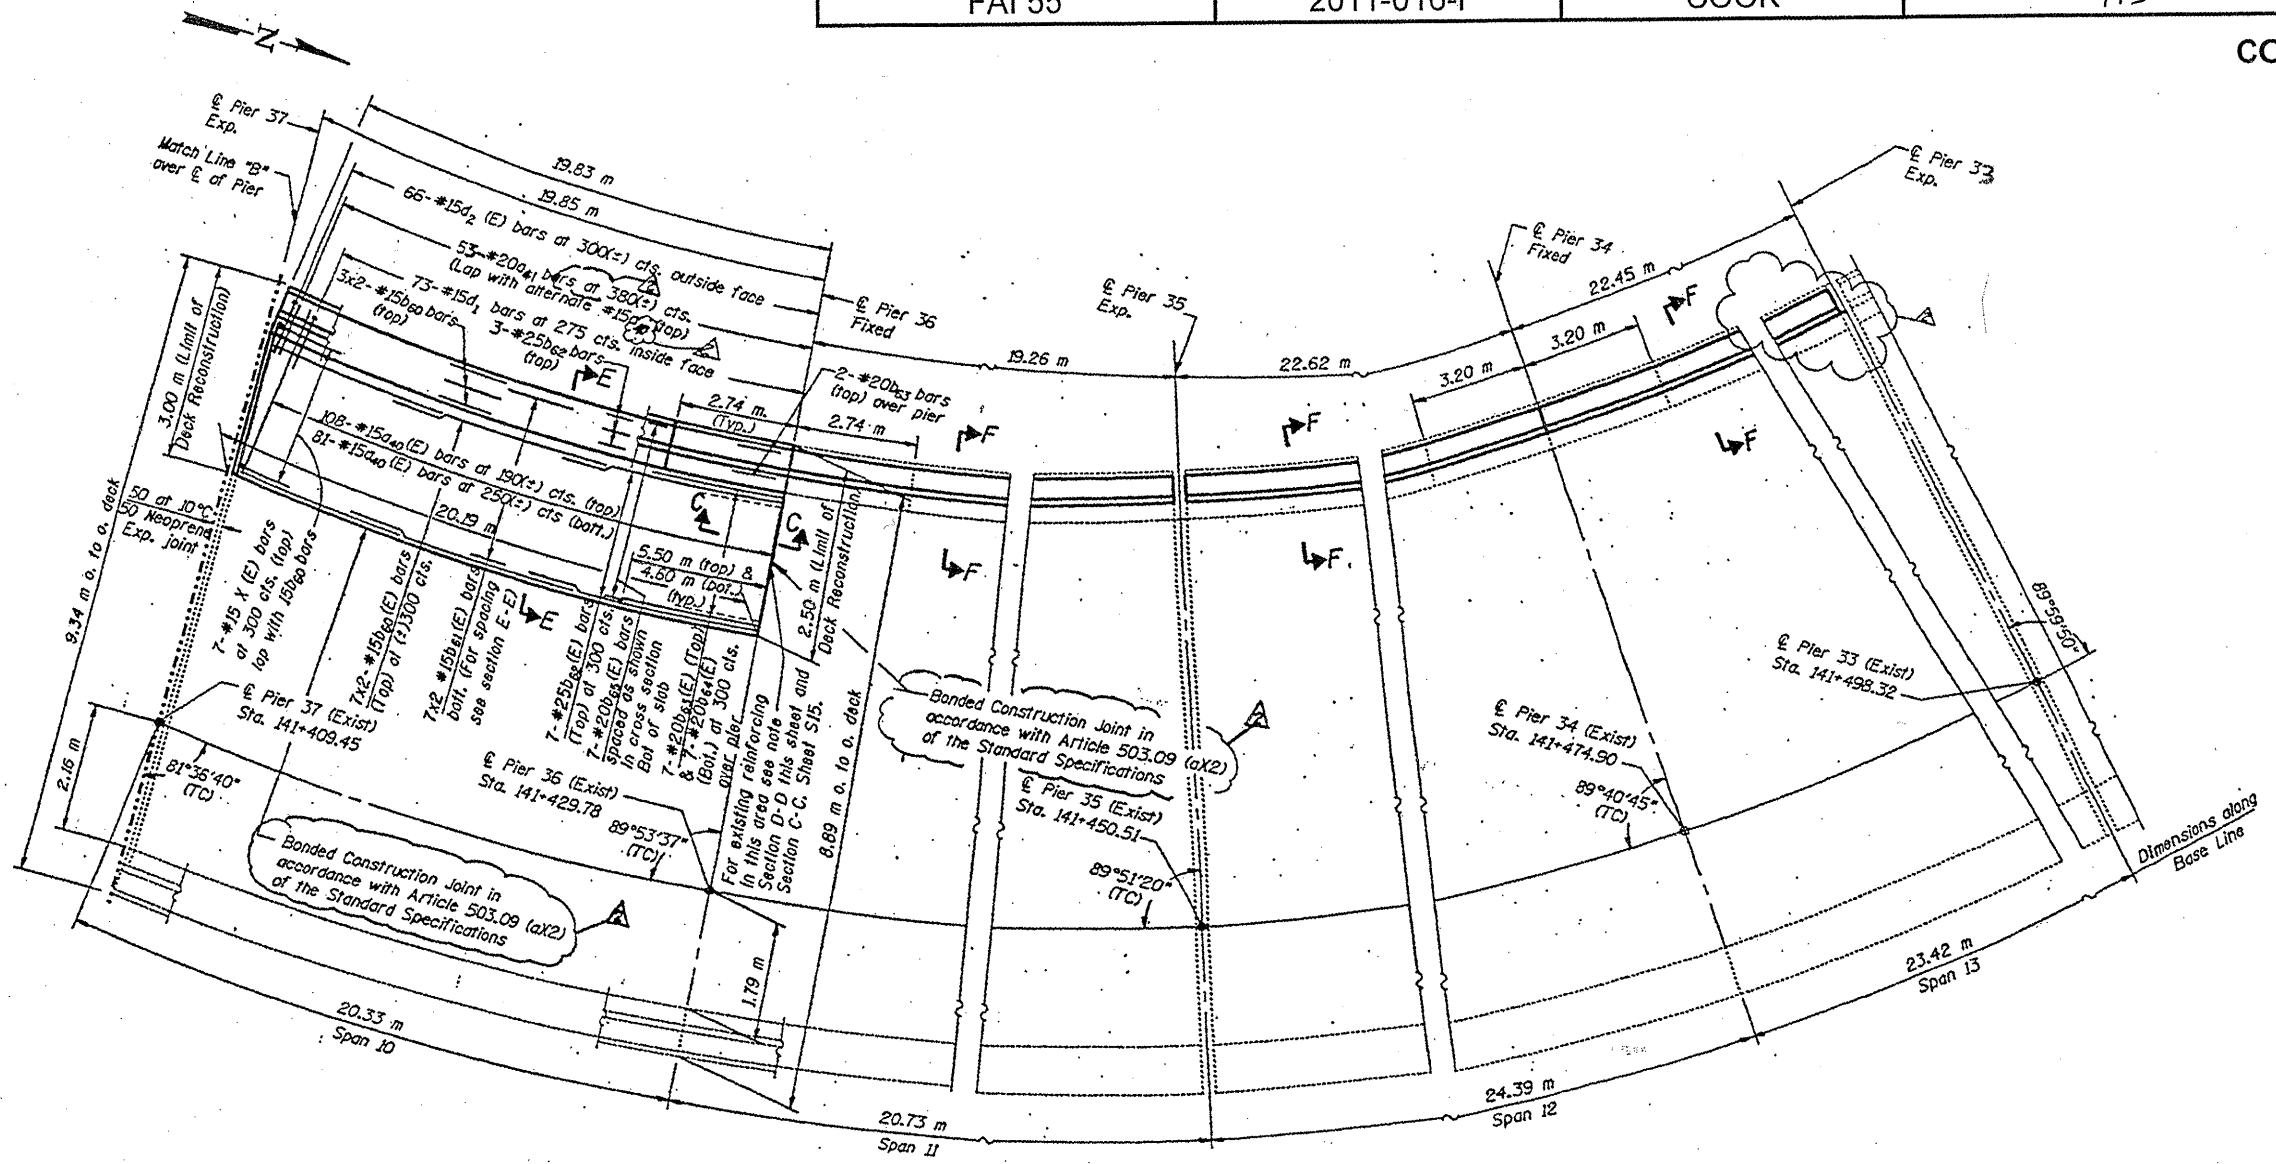 FAI 55
2011-016-I
COOK
N
℄ Pier 37
Exp.
Match Line "B"
over ℄ of Pier
19.83 m
19.85 m
66-#15d2 (E) bars at 300(±) cts. outside face
53-#20a41 bars at 380(±) cts.
(Lap with alternate #15a40 (top)
73-#15d1 bars at 275 cts. inside face
3x2-#15b60 bars
(top)
3-#25b62 bars
(top)
3.00 m (Limit of
Deck Reconstruction)
E
℄ Pier 36
Fixed
2-#20b63 bars
(top) over pier
2.74 m.
(Typ.)
2.74 m
19.26 m
℄ Pier 35
Exp.
22.62 m
℄ Pier 34
Fixed
22.45 m
3.20 m
3.20 m
℄ Pier 33
Exp.
F
F
F
F
F
F
108-#15a40 (E) bars at 190(±) cts. (top)
81-#15a40 (E) bars at 250(±) cts (bott.)
20.19 m
C
C
5.50 m (top) &
4.60 m (bot.)
(typ.)
2.50 m (Limit of
Deck Reconstruction)
50 at 10°C
50 Neoprene
Exp. joint
9.34 m o. to o. deck
7-#15 X (E) bars
at 300 cts. (top)
lap with 15b60 bars
7x2-#15b60(E) bars
(Top) at (±)300 cts.
7x2 #15b61(E) bars
bott. (For spacing
see section E-E)
E
7-#25b62(E) bars
(Top) at 300 cts.
7-#20b65(E) bars
spaced as shown
in cross section
Bot of slab
7-#20b63(E) (Top)
& 7-#20b64(E)
(Bot.) at 300 cts.
over pier
For existing reinforcing
in this area see note
Section D-D this sheet and
Section C-C. Sheet S15.
8.89 m o. to o. deck
Bonded Construction Joint in
accordance with Article 503.09 (a)(2)
of the Standard Specifications
2
℄ Pier 37 (Exist)
Sta. 141+409.45
81°36'40"
(TC)
2.16 m
℄ Pier 36 (Exist)
Sta. 141+429.78
89°53'37"
(TC)
℄ Pier 35 (Exist)
Sta. 141+450.51
89°51'20"
(TC)
℄ Pier 34 (Exist)
Sta. 141+474.90
89°40'45"
(TC)
℄ Pier 33 (Exist)
Sta. 141+498.32
89°59'50"
Bonded Construction Joint in
accordance with Article 503.09 (a)(2)
of the Standard Specifications
1.79 m
20.33 m
Span 10
20.73 m
Span 11
24.39 m
Span 12
23.42 m
Span 13
Dimensions along
Base Line